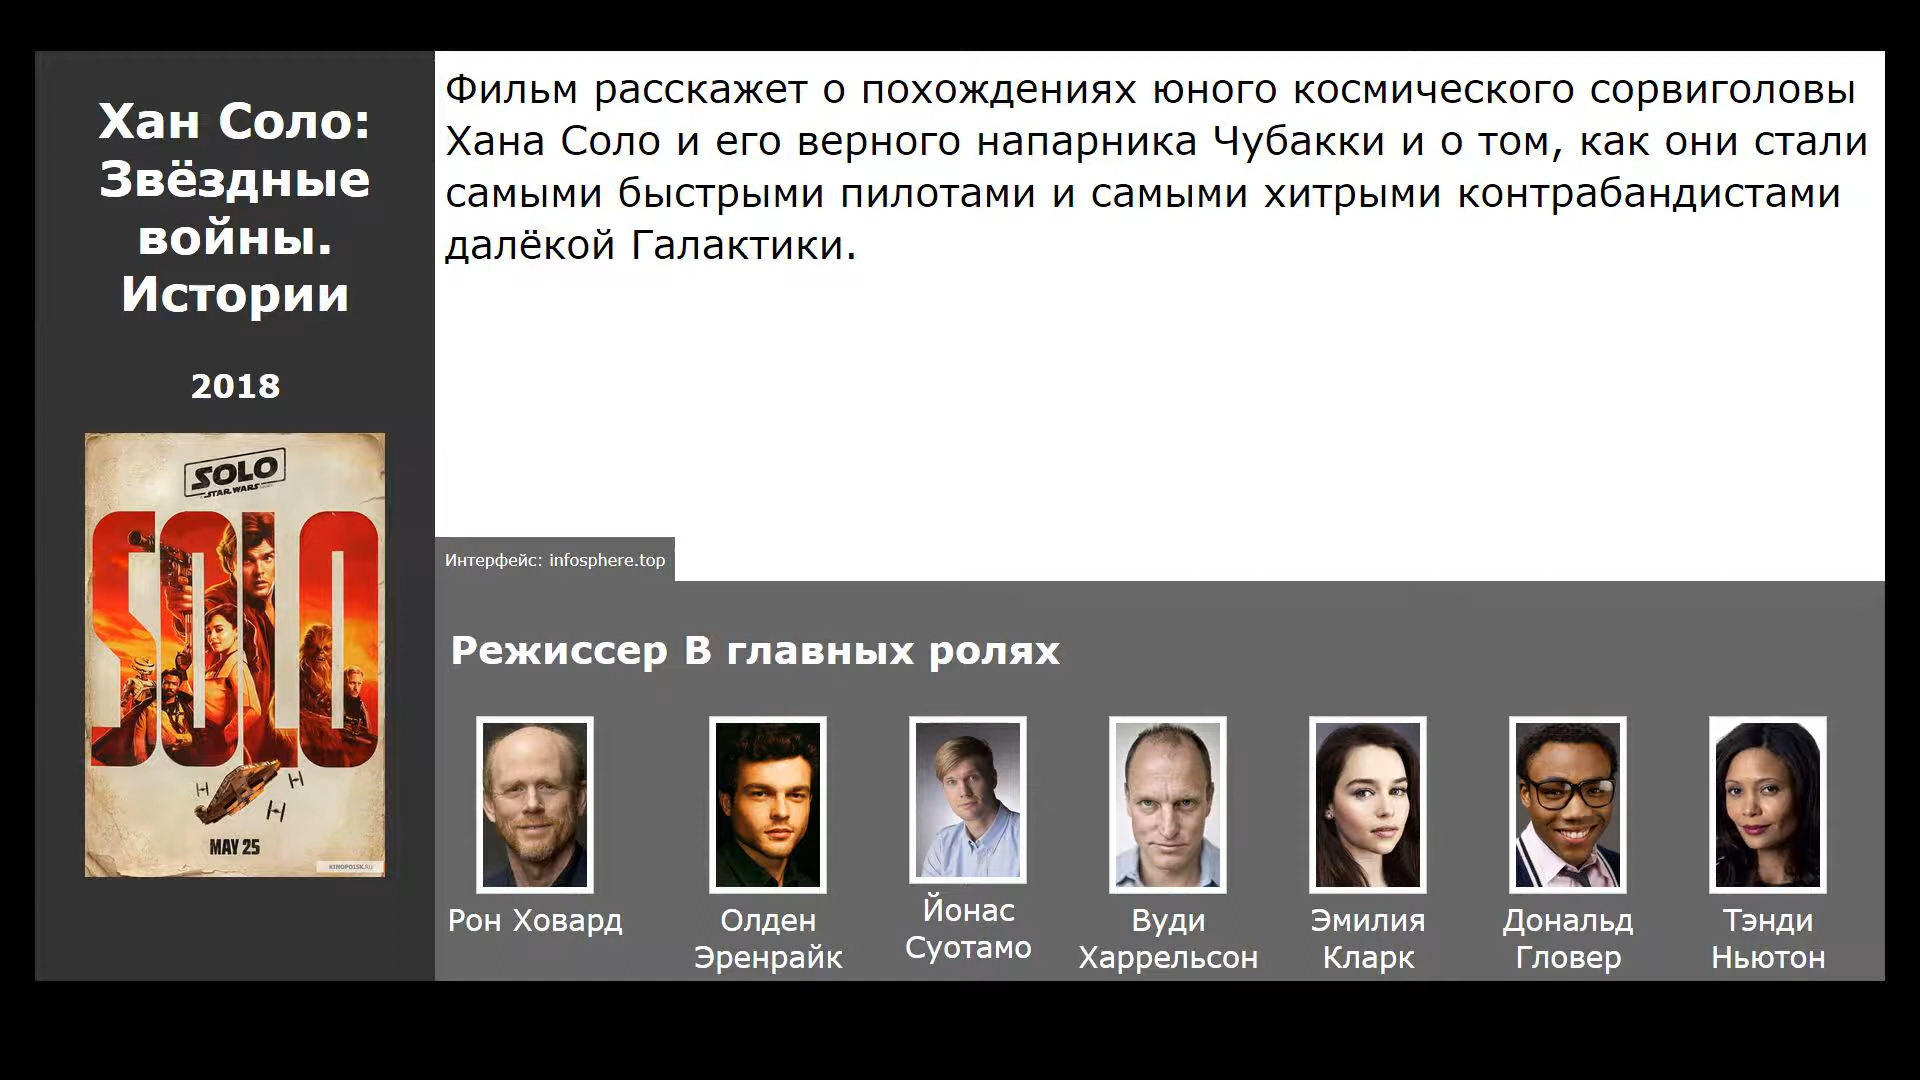 Хан Соло:
Звёздные
войны.
Истории
2018
SOLO
A STAR WARS
SOLO
MAY 25
KINOPOISK.RU
Фильм расскажет о похождениях юного космического сорвиголовы
Хана Соло и его верного напарника Чубакки и о том, как они стали
самыми быстрыми пилотами и самыми хитрыми контрабандистами
далёкой Галактики.
Интерфейс: infosphere.top
Режиссер В главных ролях
Рон Ховард
Олден
Эренрайк
Йонас
Суотамо
Вуди
Харрельсон
Эмилия
Кларк
Дональд
Гловер
Тэнди
Ньютон